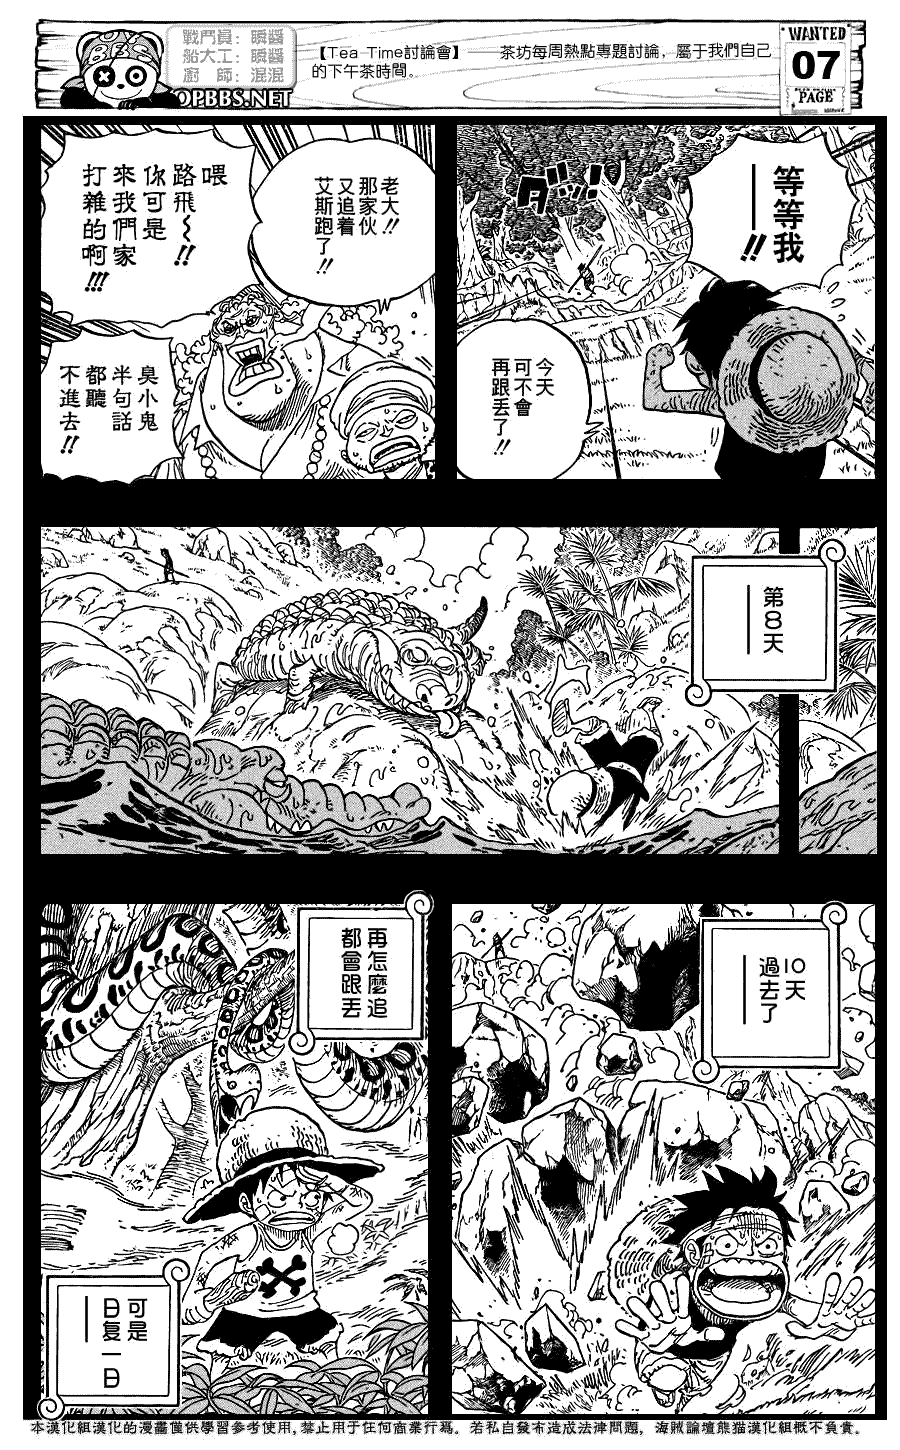 戰鬥員：瞬醬
船大工：瞬醬
廚　師：混混
OPBBS.NET
【Tea Time討論會】——茶坊每周熱點專題討論，屬于我們自己
的下午茶時間。
WANTED
07
PAGE
等等我
——!!
ダッ!
今天
可不會
再跟丟了!!
老大!!
那家伙
又追着
艾斯跑了!!
喂
路飛～!!
你可是
來我們家
打雜的啊!!!
臭小鬼
半句話
都聽
不進去!!
第8天
——
10天
過去了
——
再怎麼追
都會跟丟
可是
日复一日
——
本漢化組漢化的漫畫僅供學習參考使用,禁止用于任何商業行爲。若私自發布造成法律問題，海賊論壇熊猫漢化組概不負責。